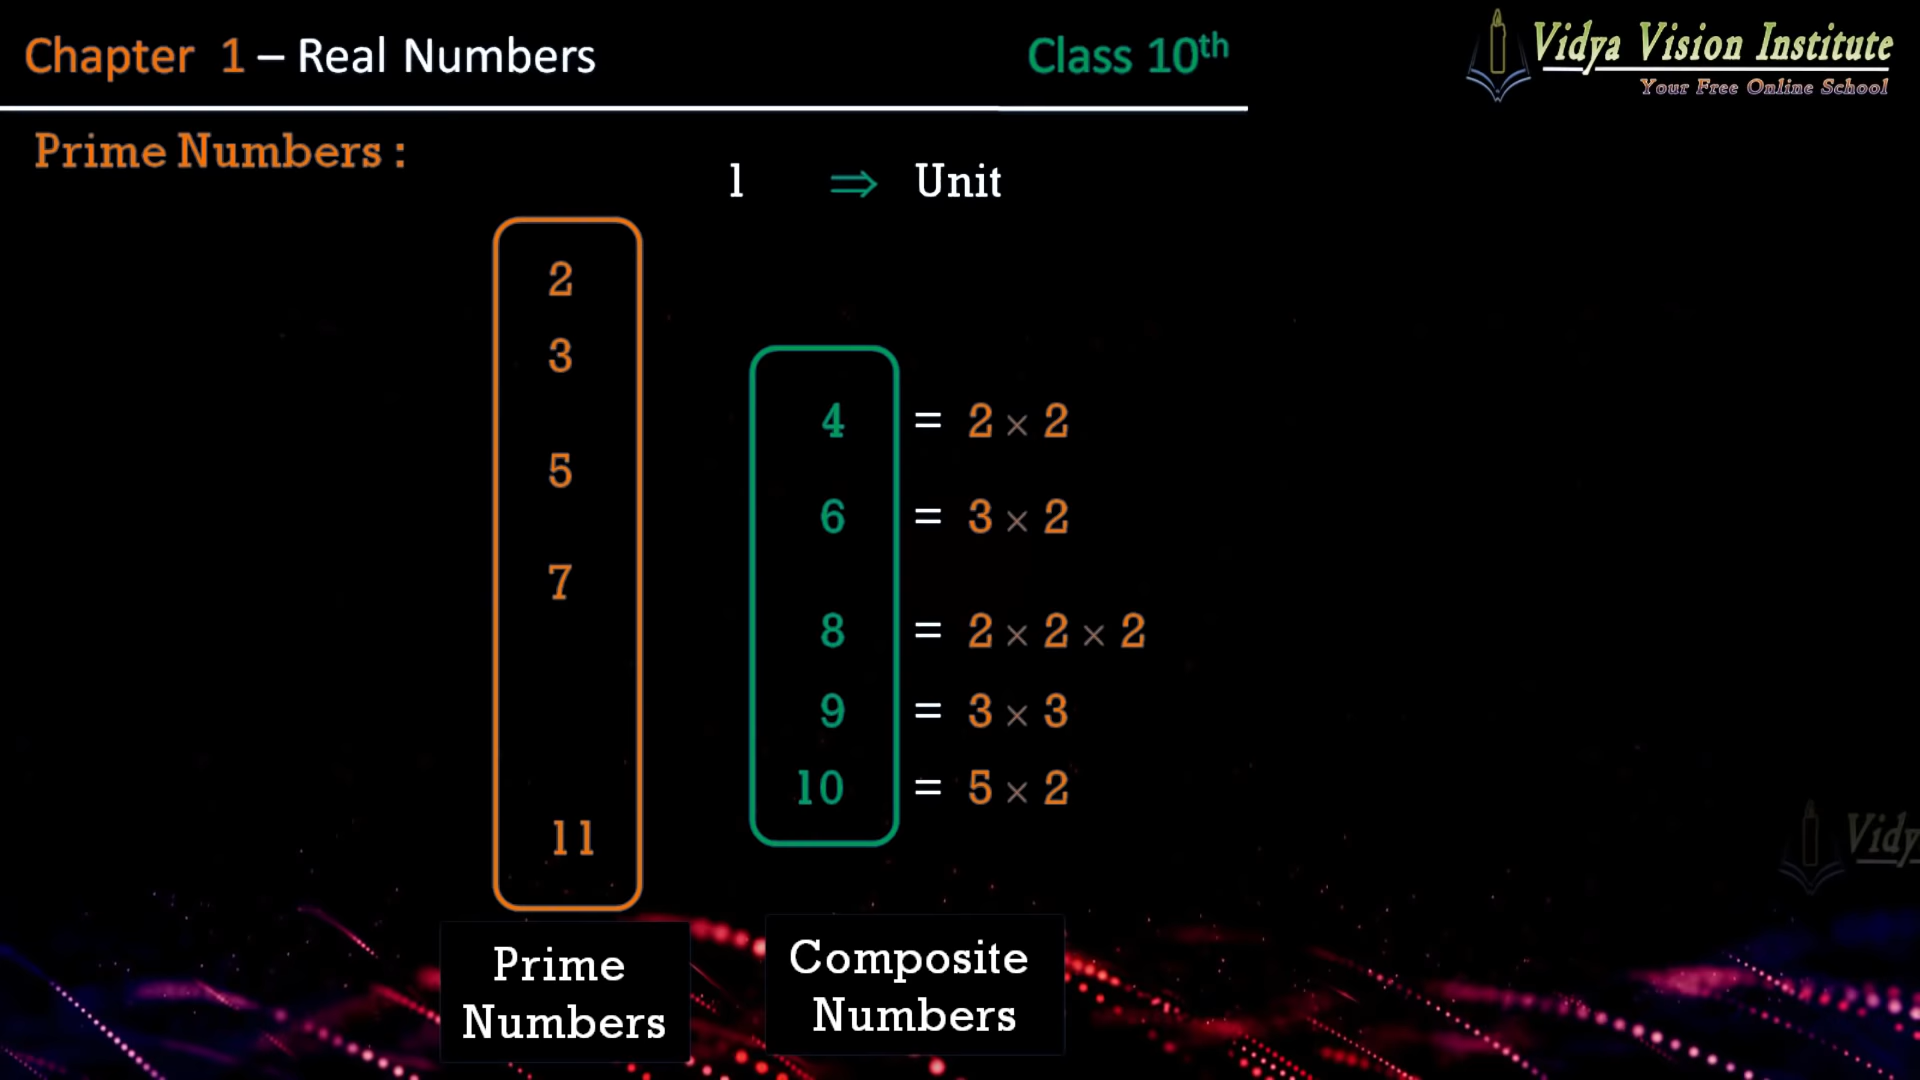 Chapter 1 – Real Numbers
Class 10th
Vidya Vision Institute
Your Free Online School
Prime Numbers :
1 ⇒ Unit
2
3
4 = 2 × 2
5
6 = 3 × 2
7
8 = 2 × 2 × 2
9 = 3 × 3
10 = 5 × 2
11
Prime
Numbers
Composite
Numbers